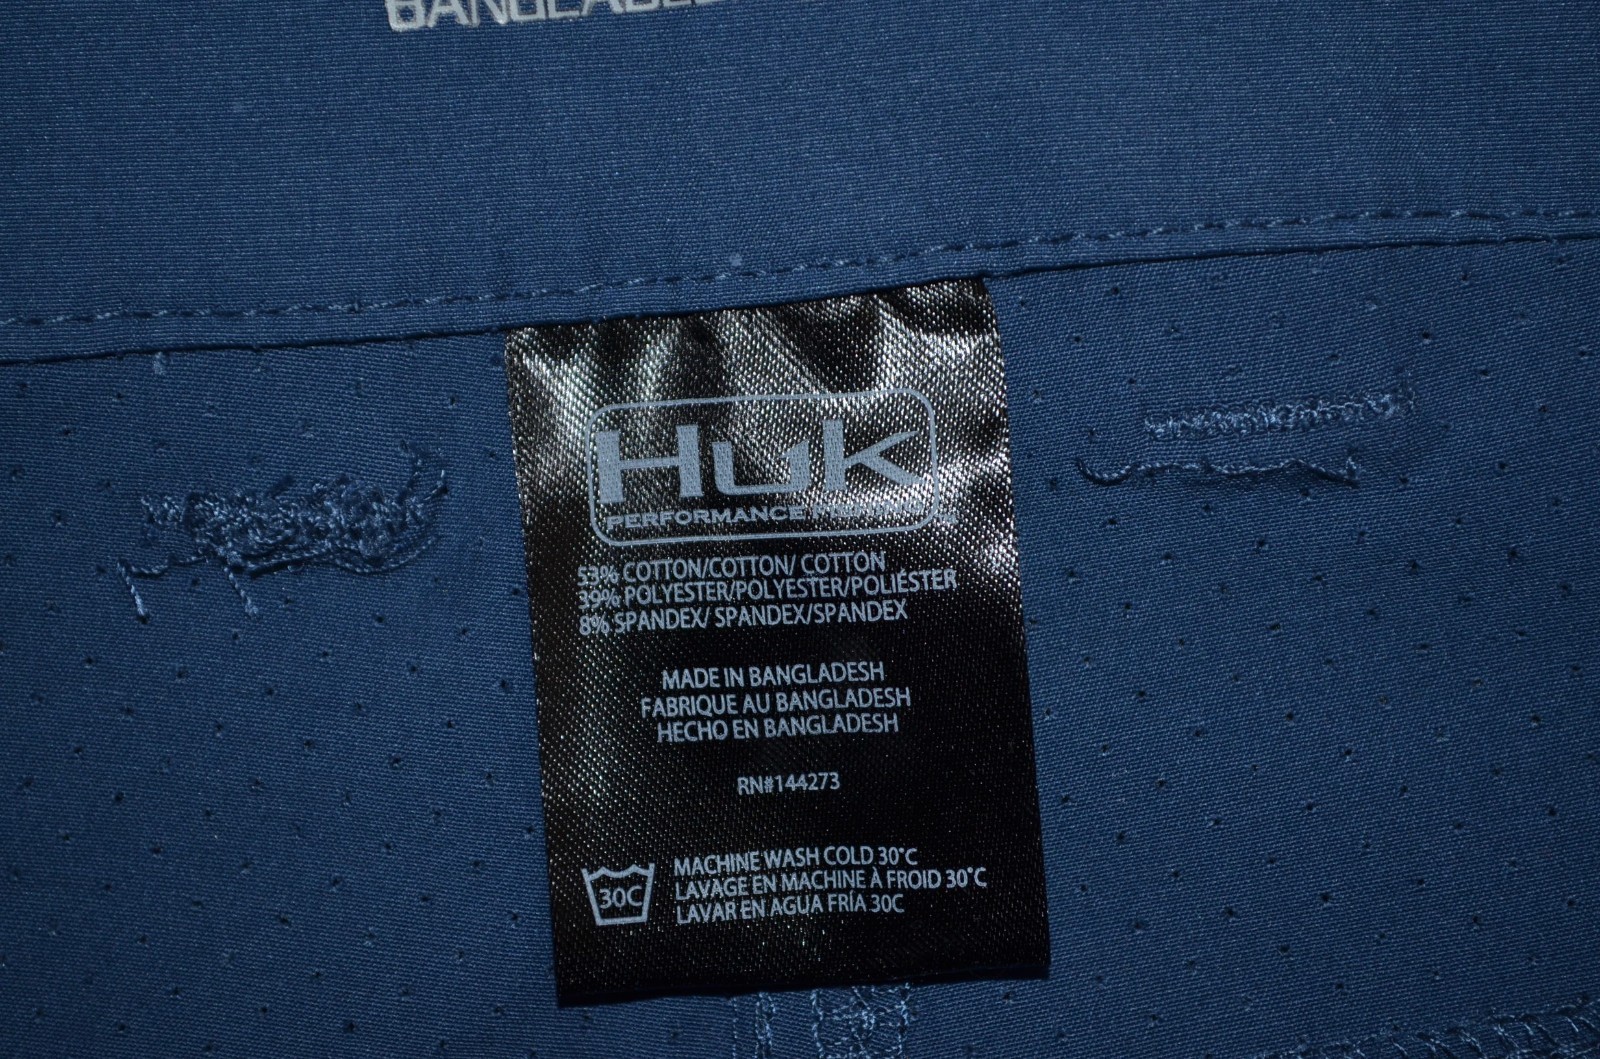 Huk
PERFORMANCE
53% COTTON/COTTON/ COTTON
39% POLYESTER/POLYESTER/POLIÉSTER
8% SPANDEX/ SPANDEX/SPANDEX
MADE IN BANGLADESH
FABRIQUE AU BANGLADESH
HECHO EN BANGLADESH
RN#144273
30C
MACHINE WASH COLD 30°C
LAVAGE EN MACHINE À FROID 30°C
LAVAR EN AGUA FRÍA 30C